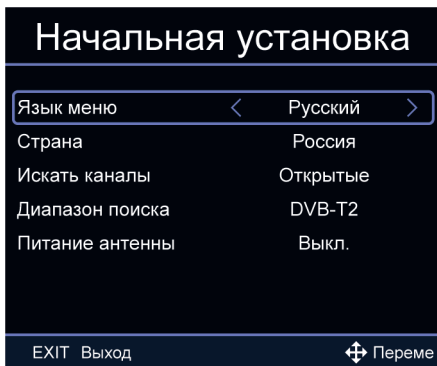 Начальная установка
Язык меню Русский
Страна Россия
Искать каналы Открытые
Диапазон поиска DVB-T2
Питание антенны Выкл.
EXIT Выход Переме